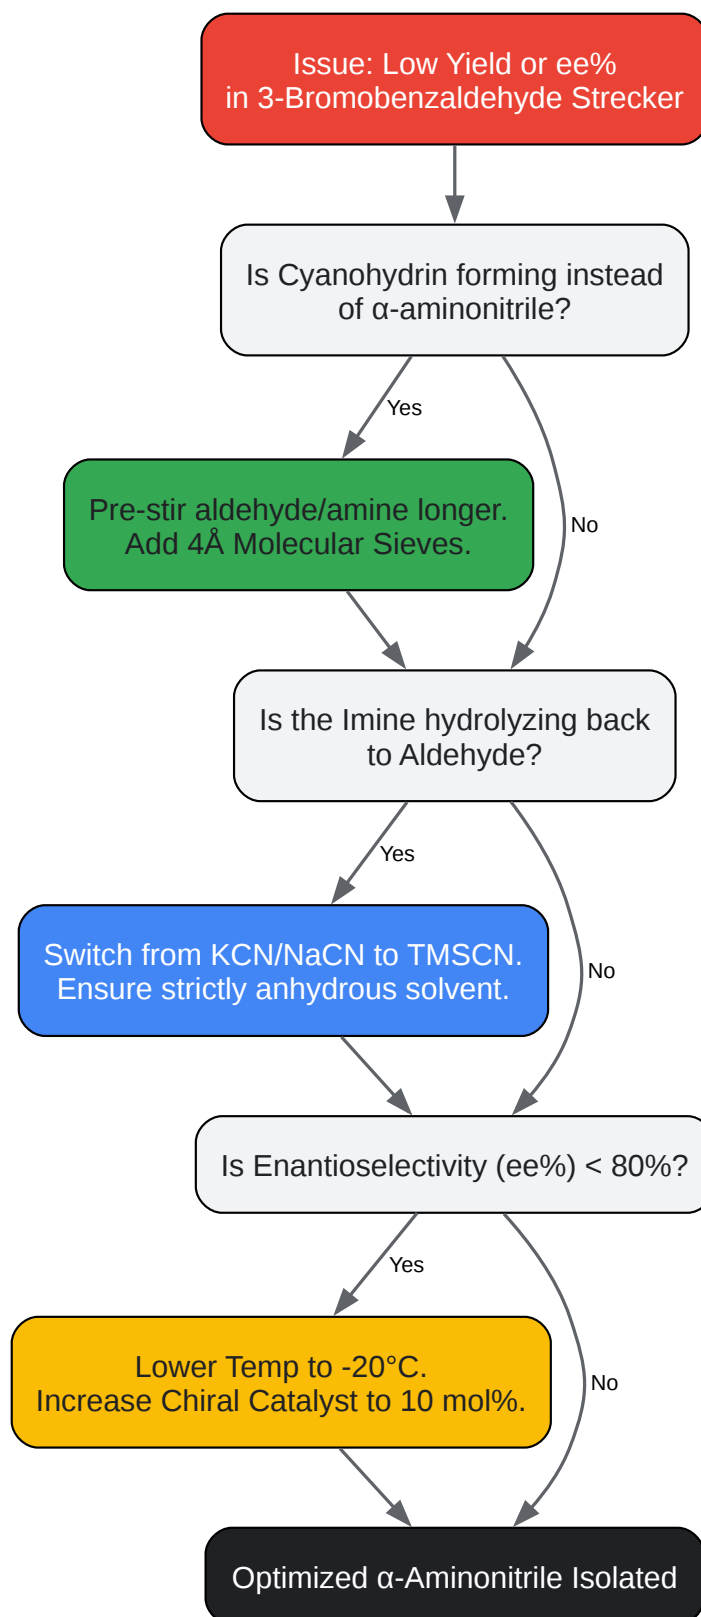 Issue: Low Yield or ee%
in 3-Bromobenzaldehyde Strecker
Is Cyanohydrin forming instead
of α-aminonitrile?
Yes
No
Pre-stir aldehyde/amine longer.
Add 4Å Molecular Sieves.
Is the Imine hydrolyzing back
to Aldehyde?
Yes
No
Switch from KCN/NaCN to TMSCN.
Ensure strictly anhydrous solvent.
Is Enantioselectivity (ee%) < 80%?
Yes
No
Lower Temp to -20°C.
Increase Chiral Catalyst to 10 mol%.
Optimized α-Aminonitrile Isolated